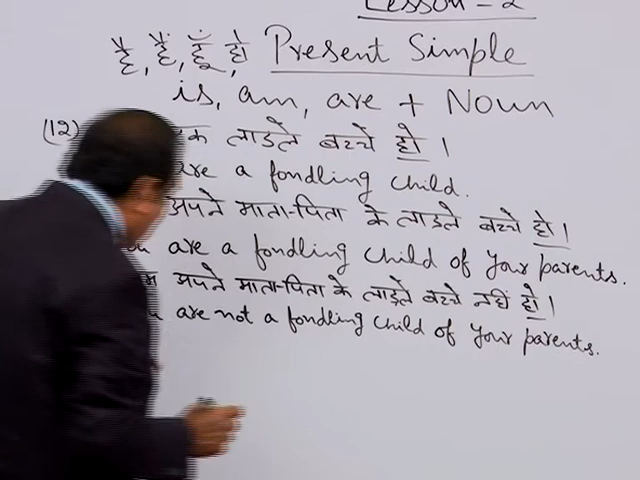 Lesson - 2
है, हैं, हूँ, हो Present Simple
is, am, are + Noun
(12) एक लाडले बच्चे हो।
are a fondling child.
अपने माता-पिता के लाडले बच्चे हो।
are a fondling child of your parents.
अपने माता-पिता के लाडले बच्चे नहीं हो।
are not a fondling child of your parents.